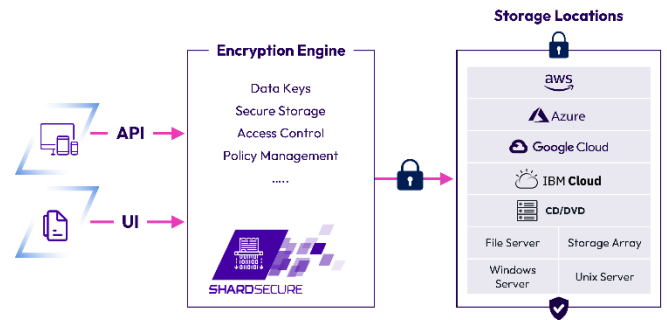 Storage Locations
Encryption Engine
Data Keys
Secure Storage
Access Control
Policy Management
.....
API
UI
SHARDSECURE
aws
Azure
Google Cloud
IBM Cloud
CD/DVD
File Server
Storage Array
Windows
Server
Unix Server